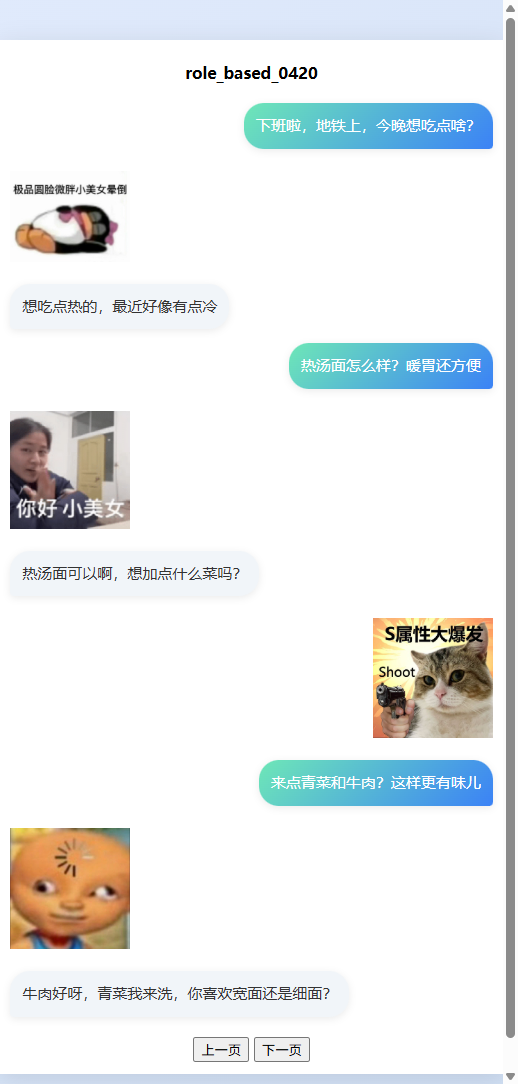 role_based_0420
下班啦，地铁上，今晚想吃点啥？
极品圆脸微胖小美女晕倒
想吃点热的，最近好像有点冷
热汤面怎么样？暖胃还方便
你好 小美女
热汤面可以啊，想加点什么菜吗？
S属性大爆发
Shoot
来点青菜和牛肉？这样更有味儿
牛肉好呀，青菜我来洗，你喜欢宽面还是细面？
上一页 下一页